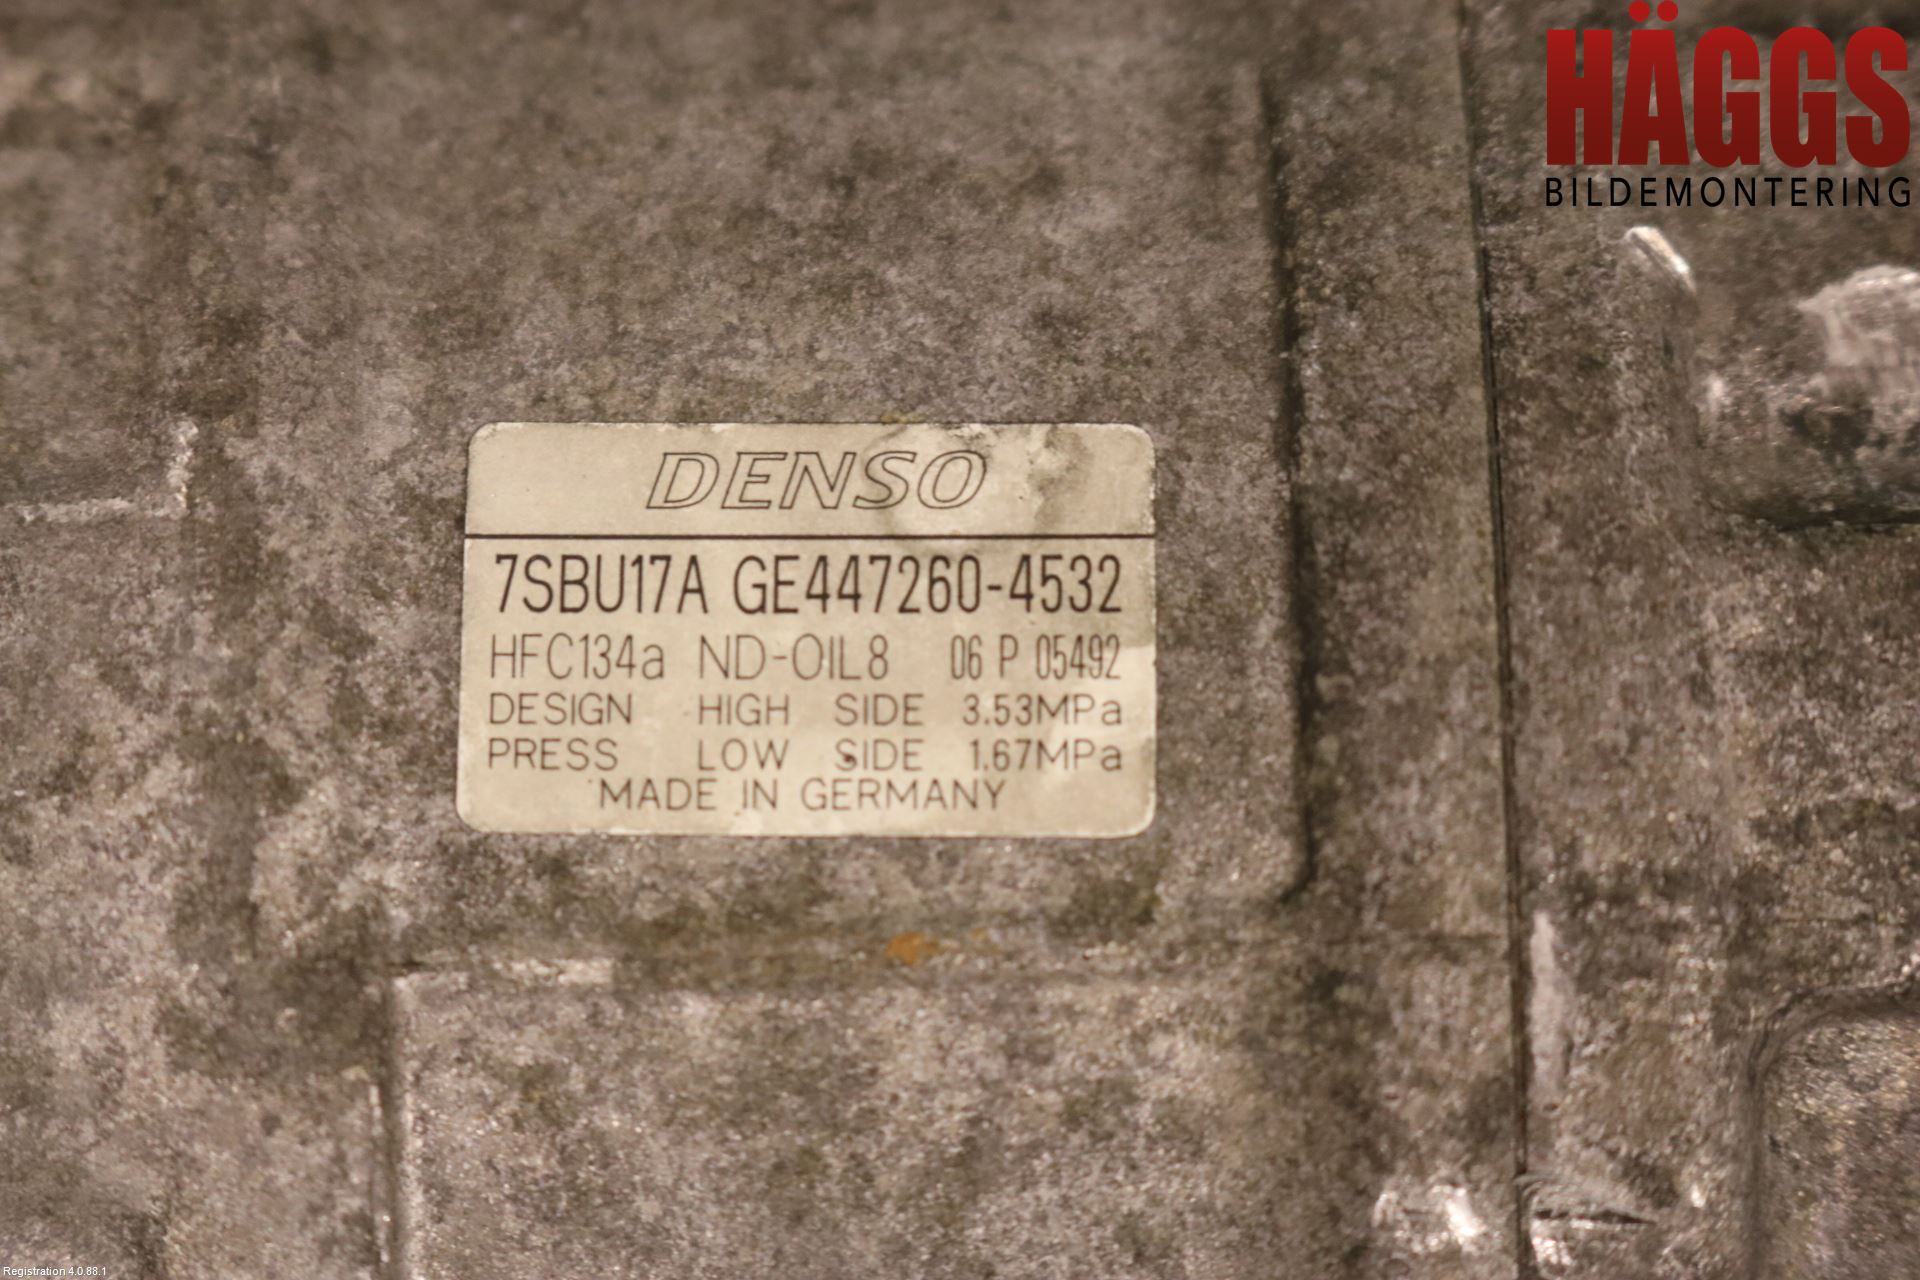 HÄGGS
BILDEMONTERING
DENSO
7SBU17A GE447260-4532
HFC134a ND-OIL8 06 P 05492
DESIGN HIGH SIDE 3.53MPa
PRESS LOW SIDE 1.67MPa
MADE IN GERMANY
Registration 4.0.88.1